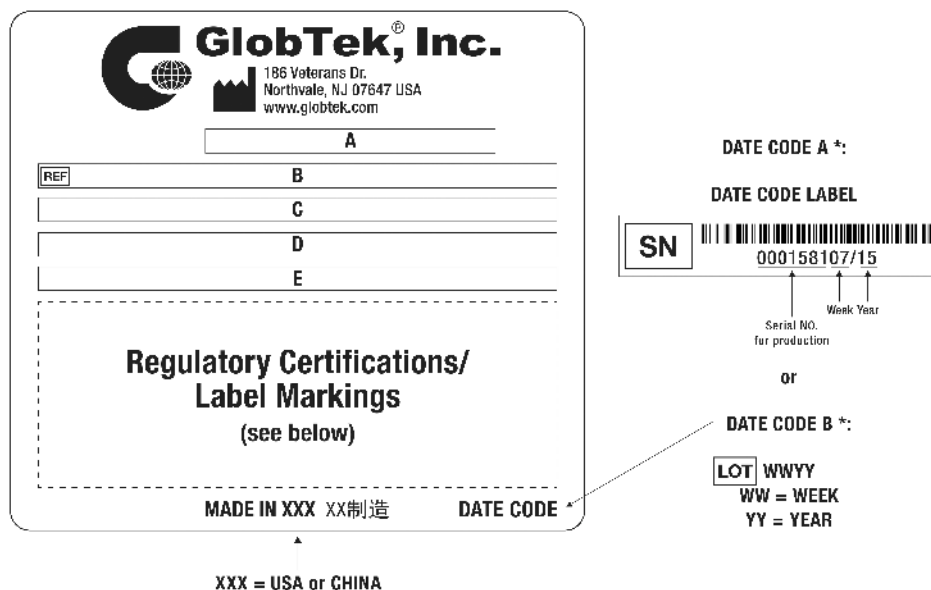 GlobTek,® Inc.
186 Veterans Dr.
Northvale, NJ 07647 USA
www.globtek.com
A
REF B
C
D
E
Regulatory Certifications/
Label Markings
(see below)
MADE IN XXX XX制造 DATE CODE
XXX = USA or CHINA
DATE CODE A *:
DATE CODE LABEL
SN
000158107/15
Week Year
Serial NO.
for production
or
DATE CODE B *:
LOT WWYY
WW = WEEK
YY = YEAR